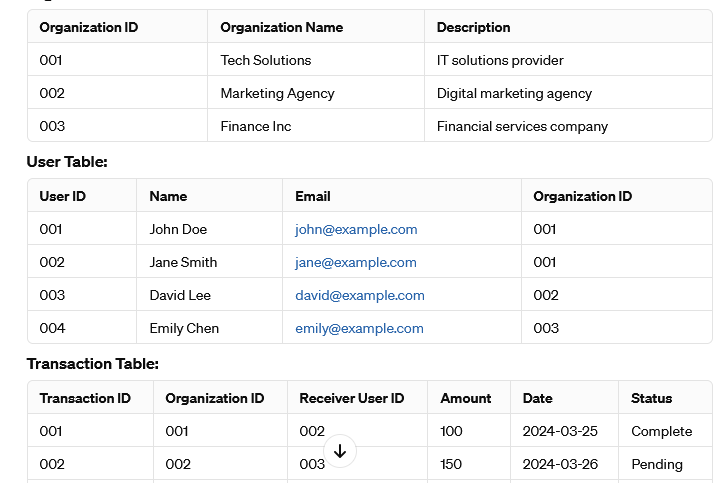 Organization ID Organization Name Description
001 Tech Solutions IT solutions provider
002 Marketing Agency Digital marketing agency
003 Finance Inc Financial services company
User Table:
User ID Name Email Organization ID
001 John Doe john@example.com 001
002 Jane Smith jane@example.com 001
003 David Lee david@example.com 002
004 Emily Chen emily@example.com 003
Transaction Table:
Transaction ID Organization ID Receiver User ID Amount Date Status
001 001 002 100 2024-03-25 Complete
002 002 003 150 2024-03-26 Pending